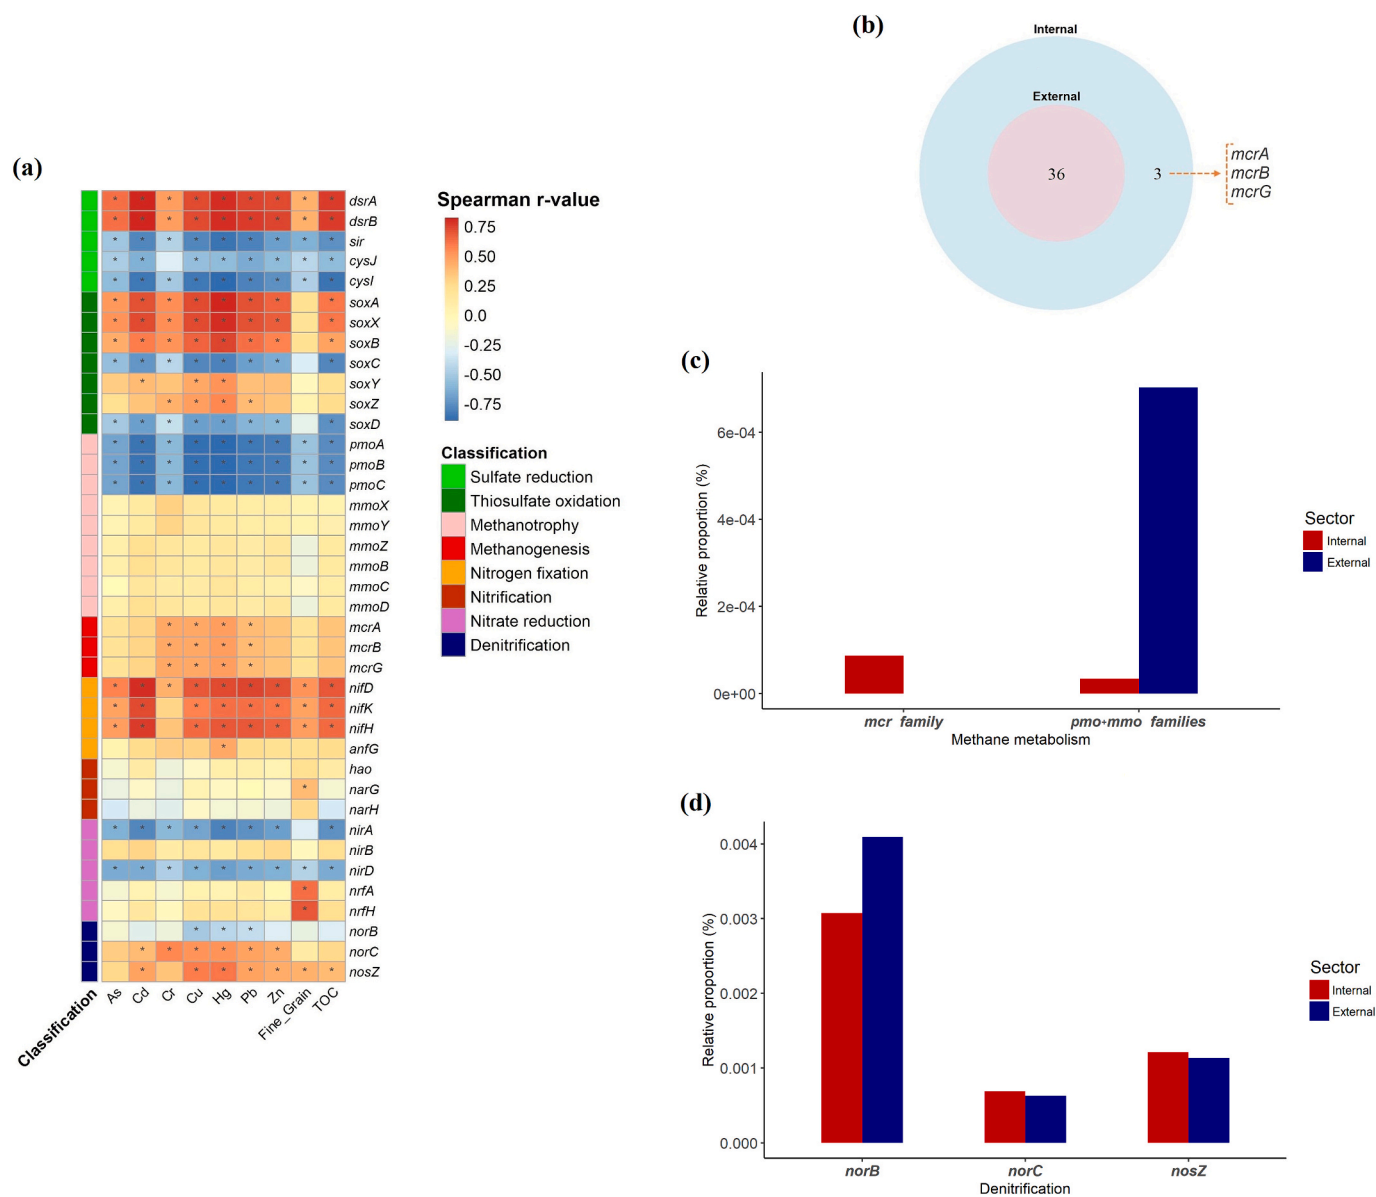 (a)
dsrA
dsrB
sir
cysJ
cysI
soxA
soxX
soxB
soxC
soxY
soxZ
soxD
pmoA
pmoB
pmoC
mmoX
mmoY
mmoZ
mmoB
mmoC
mmoD
mcrA
mcrB
mcrG
nifD
nifK
nifH
anfG
hao
narG
narH
nirA
nirB
nirD
nrfA
nrfH
norB
norC
nosZ
Classification
As
Cd
Cr
Cu
Hg
Pb
Zn
Fine_Grain
TOC
Spearman r-value
0.75
0.50
0.25
0.0
-0.25
-0.50
-0.75
Classification
Sulfate reduction
Thiosulfate oxidation
Methanotrophy
Methanogenesis
Nitrogen fixation
Nitrification
Nitrate reduction
Denitrification
(b)
Internal
External
36
3
mcrA
mcrB
mcrG
(c)
Relative proportion (%)
6e-04
4e-04
2e-04
0e+00
mcr family
pmo+mmo families
Methane metabolism
Sector
Internal
External
(d)
Relative proportion (%)
0.004
0.003
0.002
0.001
0.000
norB
norC
nosZ
Denitrification
Sector
Internal
External